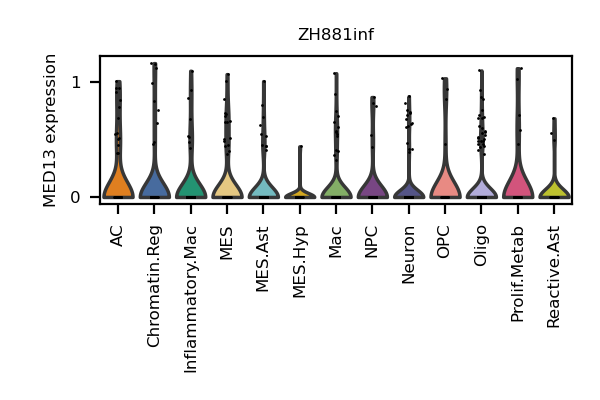 ZH881inf
MED13 expression
1
0
AC
Chromatin.Reg
Inflammatory.Mac
MES
MES.Ast
MES.Hyp
Mac
NPC
Neuron
OPC
Oligo
Prolif.Metab
Reactive.Ast